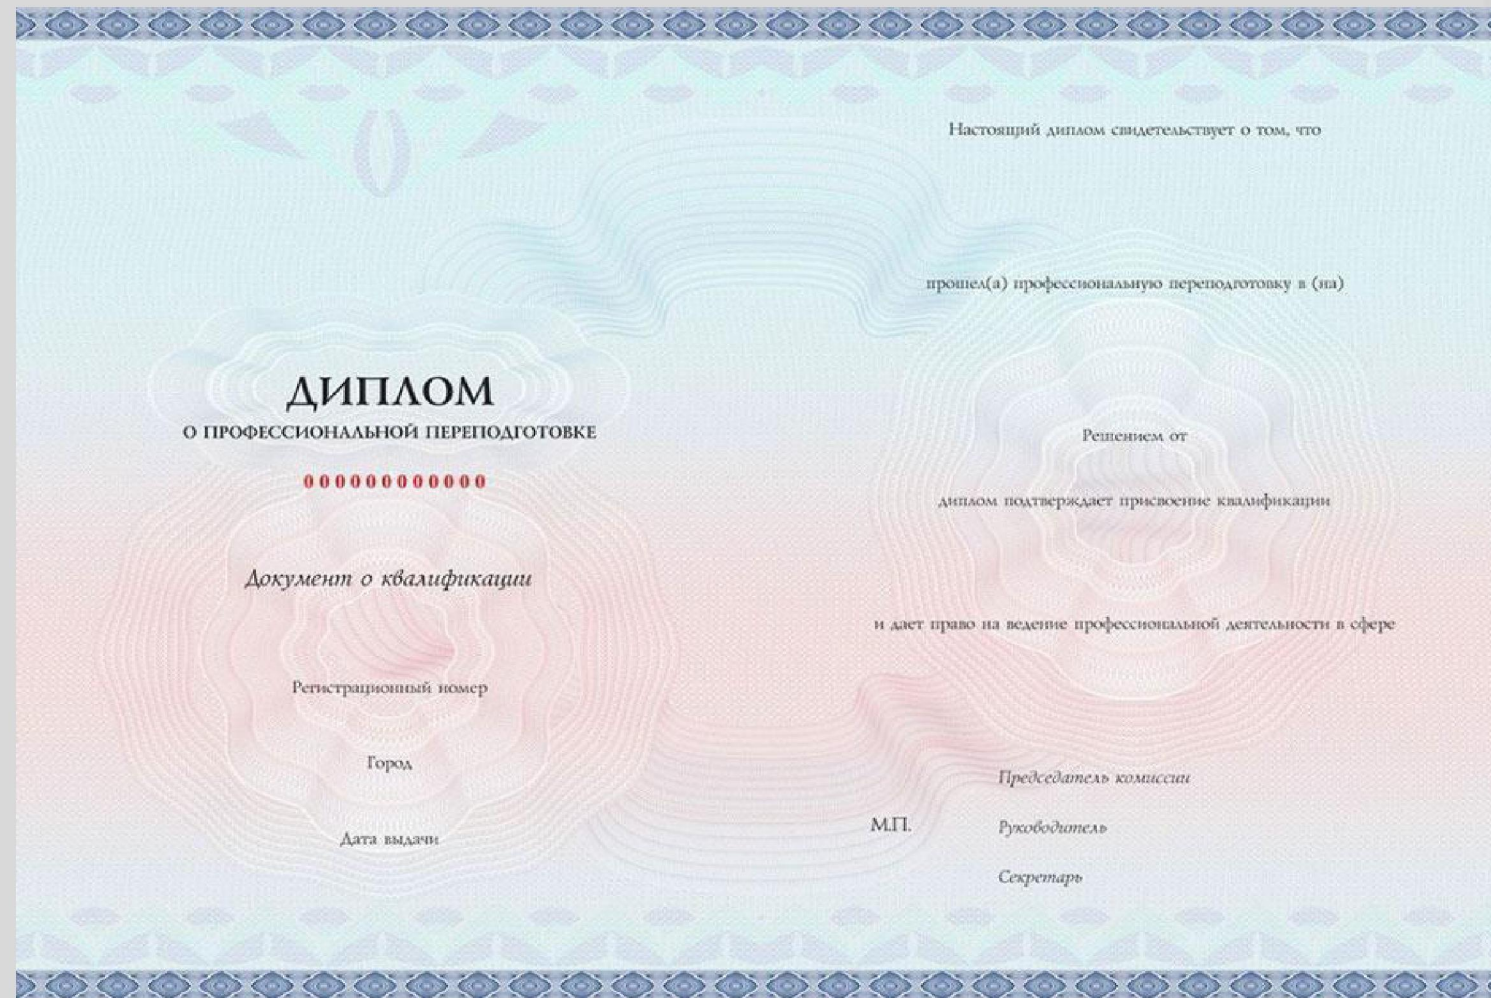 ДИПЛОМ
О ПРОФЕССИОНАЛЬНОЙ ПЕРЕПОДГОТОВКЕ
000000000000
Документ о квалификации
Регистрационный номер
Город
Дата выдачи
Настоящий диплом свидетельствует о том, что
прошел(а) профессиональную переподготовку в (на)
Решением от
диплом подтверждает присвоение квалификации
и дает право на ведение профессиональной деятельности в сфере
Председатель комиссии
М.П.
Руководитель
Секретарь